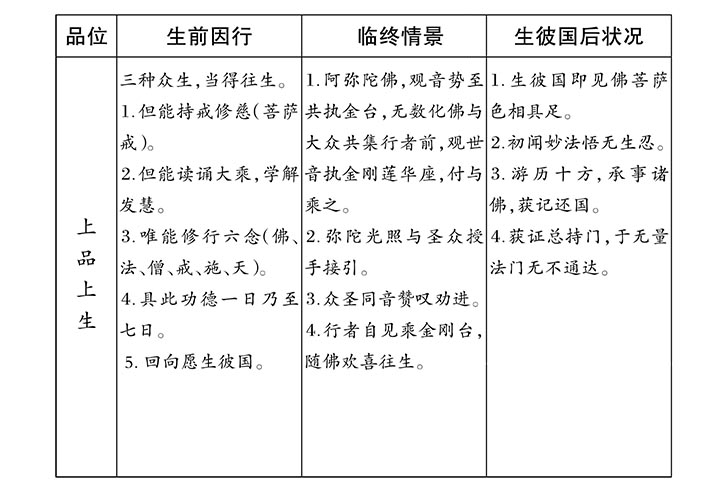 品位
生前因行
临终情景
生彼国后状况
上品上生
三种众生，当得往生。
1.但能持戒修慈（菩萨
戒）。
2.但能读诵大乘，学解
发慧。
3.唯能修行六念（佛、
法、僧、戒、施、天）。
4.具此功德一日乃至
七日。
5.回向愿生彼国。
1.阿弥陀佛，观音势至
共执金台，无数化佛与
大众共集行者前，观世
音执金刚莲华座，付与
乘之。
2.弥陀光照与圣众授
手接引。
3.众圣同音赞叹劝进。
4.行者自见乘金刚台，
随佛欢喜往生。
1.生彼国即见佛菩萨
色相具足。
2.初闻妙法悟无生忍。
3.游历十方，承事诸
佛，获记还国。
4.获证总持门，于无量
法门无不通达。